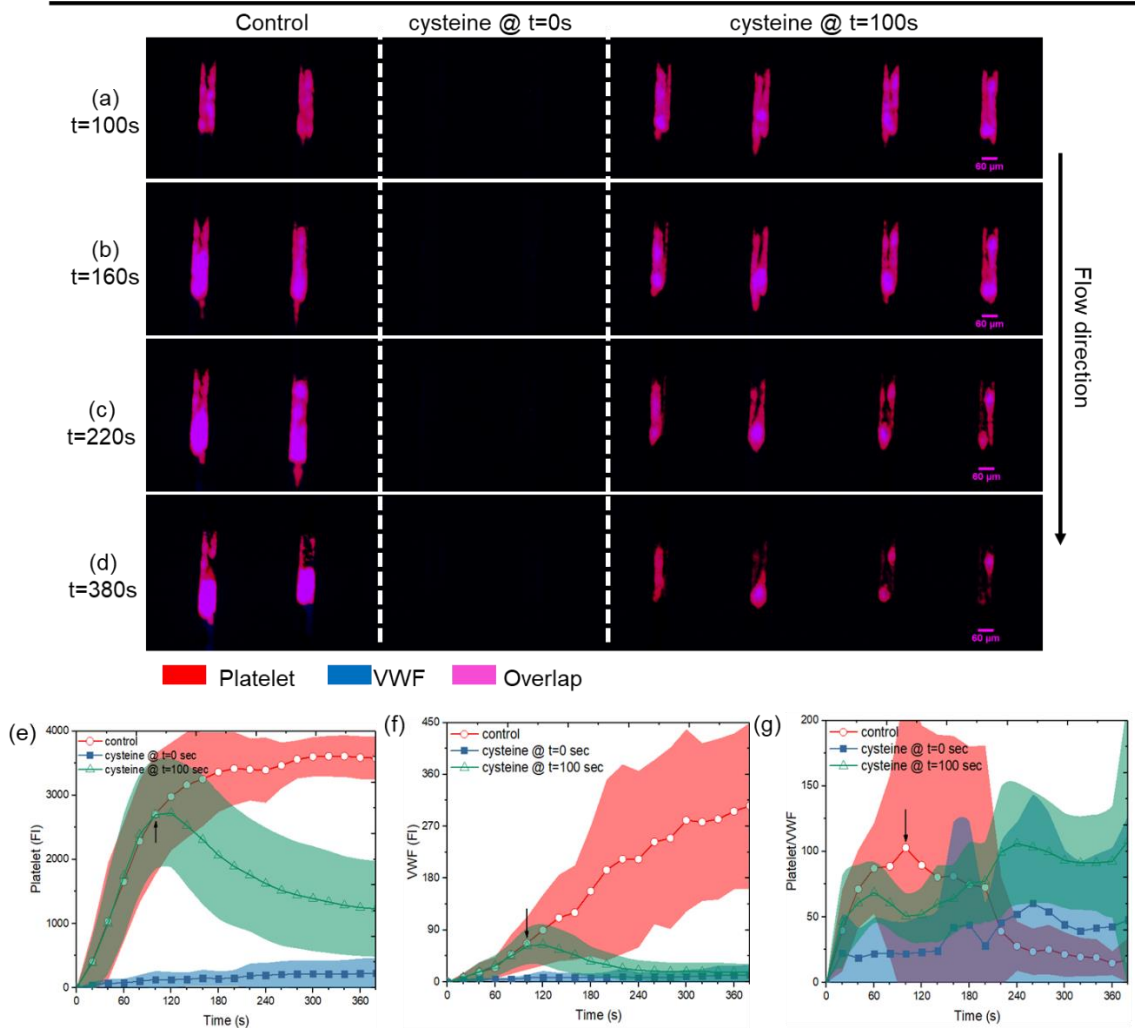 Control cysteine @ t=0s cysteine @ t=100s
(a)
t=100s
60 µm
(b)
t=160s
60 µm
(c)
t=220s
60 µm
(d)
t=380s
60 µm
Flow direction
Platelet VWF Overlap
(e)
4000
3000
2000
1000
0
Platelet (FI)
control
cysteine @ t=0 sec
cysteine @ t=100 sec
0 60 120 180 240 300 360
Time (s)
(f)
450
360
270
180
90
0
VWF (FI)
control
cysteine @ t=0 sec
cysteine @ t=100 sec
0 60 120 180 240 300 360
Time (s)
(g)
200
150
100
50
0
Platelet/VWF
control
cysteine @ t=0 sec
cysteine @ t=100 sec
0 60 120 180 240 300 360
Time (s)